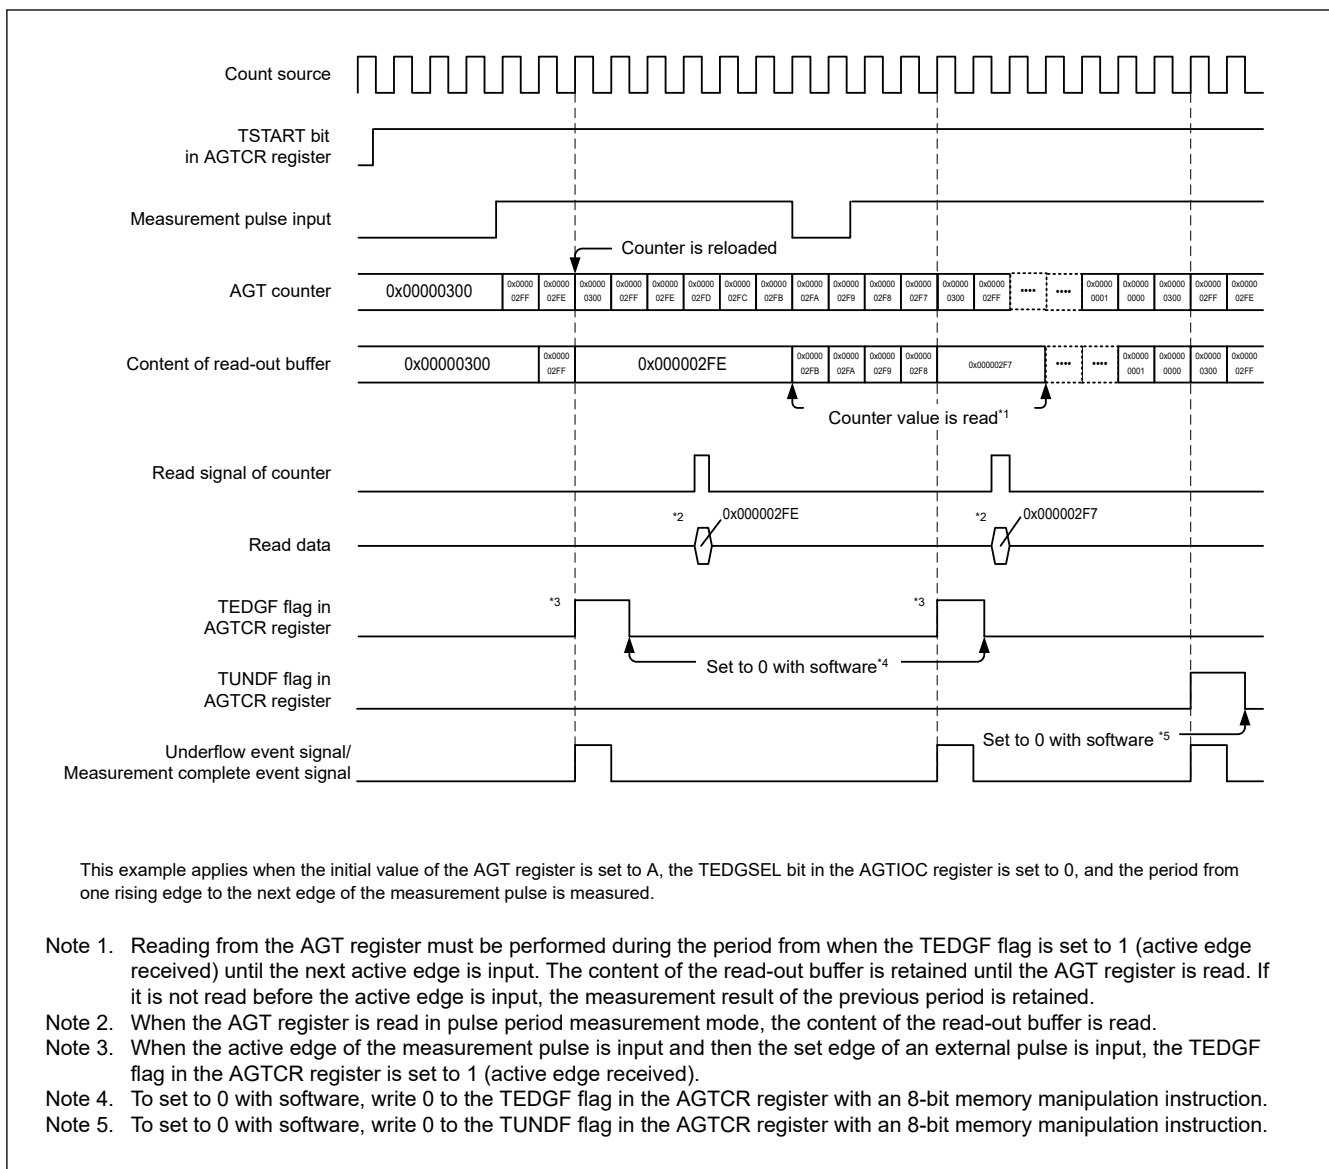 Count source
TSTART bit
in AGTCR register
Measurement pulse input
Counter is reloaded
AGT counter
0x00000300
0x0000 02FF
0x0000 02FE
0x0000 0300
0x0000 02FF
0x0000 02FE
0x0000 02FD
0x0000 02FC
0x0000 02FB
0x0000 02FA
0x0000 02F9
0x0000 02F8
0x0000 02F7
0x0000 0300
0x0000 02FF
••••
••••
0x0000 0001
0x0000 0000
0x0000 0300
0x0000 02FF
0x0000 02FE
Content of read-out buffer
0x00000300
0x0000 02FF
0x000002FE
0x0000 02FB
0x0000 02FA
0x0000 02F9
0x0000 02F8
0x000002F7
••••
••••
0x0000 0001
0x0000 0000
0x0000 0300
0x0000 02FF
Counter value is read*1
Read signal of counter
Read data
*2
0x000002FE
*2
0x000002F7
TEDGF flag in
AGTCR register
*3
*3
Set to 0 with software*4
TUNDF flag in
AGTCR register
Set to 0 with software *5
Underflow event signal/
Measurement complete event signal
This example applies when the initial value of the AGT register is set to A, the TEDGSEL bit in the AGTIOC register is set to 0, and the period from
one rising edge to the next edge of the measurement pulse is measured.
Note 1. Reading from the AGT register must be performed during the period from when the TEDGF flag is set to 1 (active edge
received) until the next active edge is input. The content of the read-out buffer is retained until the AGT register is read. If
it is not read before the active edge is input, the measurement result of the previous period is retained.
Note 2. When the AGT register is read in pulse period measurement mode, the content of the read-out buffer is read.
Note 3. When the active edge of the measurement pulse is input and then the set edge of an external pulse is input, the TEDGF
flag in the AGTCR register is set to 1 (active edge received).
Note 4. To set to 0 with software, write 0 to the TEDGF flag in the AGTCR register with an 8-bit memory manipulation instruction.
Note 5. To set to 0 with software, write 0 to the TUNDF flag in the AGTCR register with an 8-bit memory manipulation instruction.